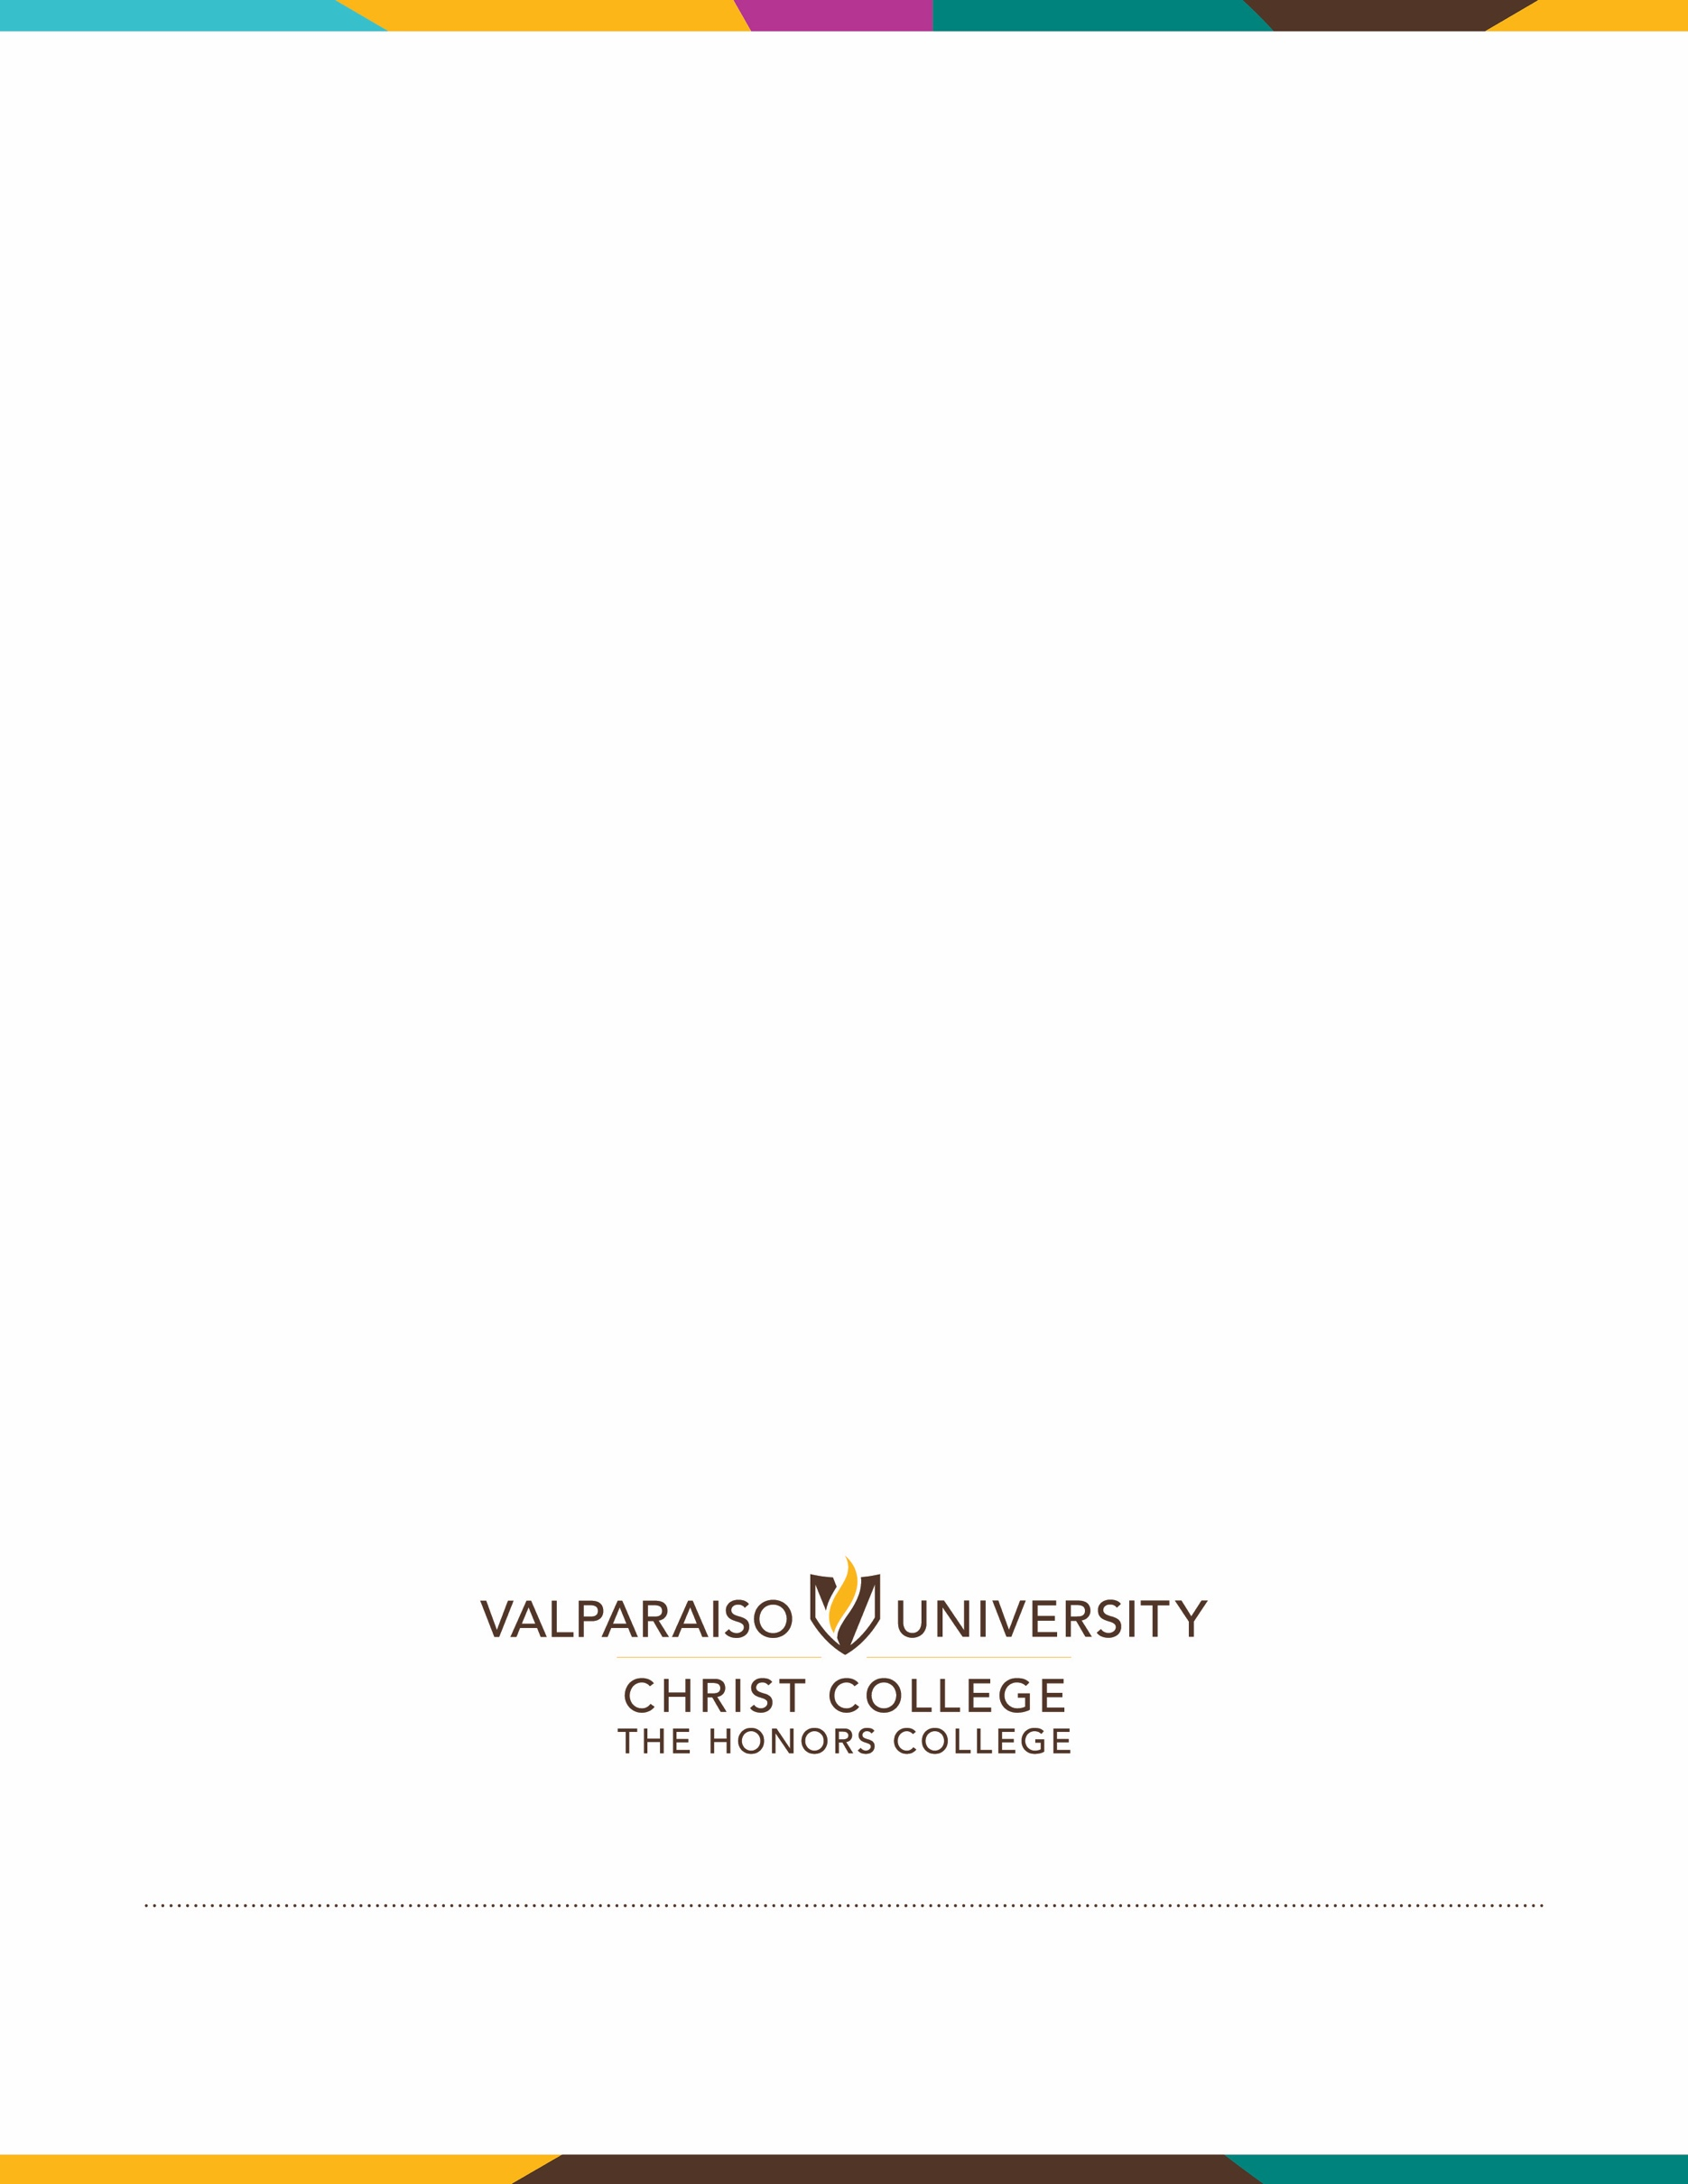 VALPARAISO UNIVERSITY
CHRIST COLLEGE
THE HONORS COLLEGE